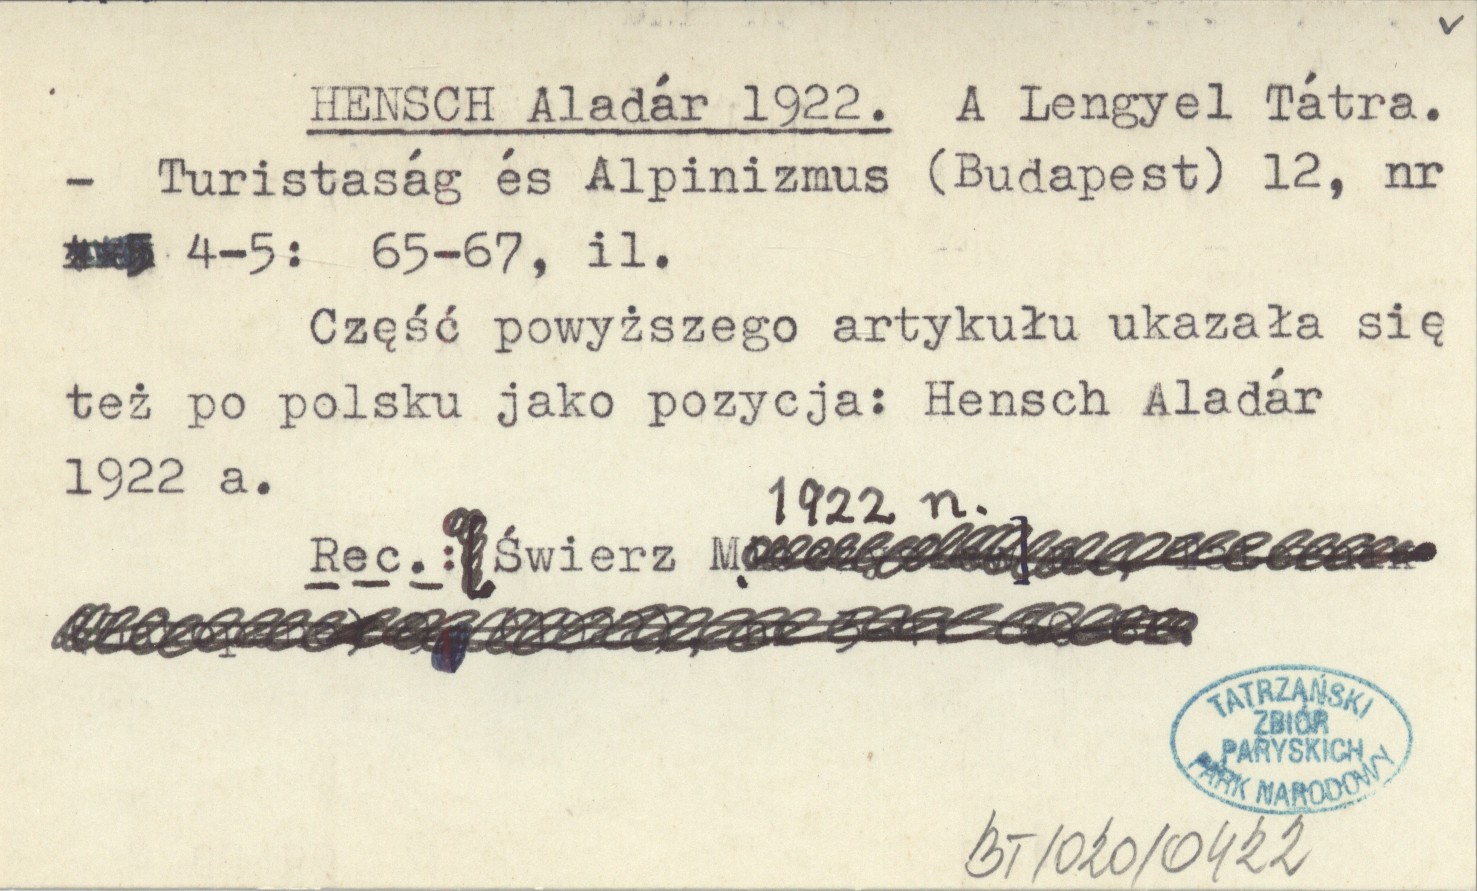 HENSCH Aladár 1922. A Lengyel Tátra.
- Turistaság és Alpinizmus (Budapest) 12, nr
4-5: 65-67, il.
Część powyższego artykułu ukazała się
też po polsku jako pozycja: Hensch Aladár
1922 a.
1922 n.
Rec.: Świerz M.
TATRZAŃSKI
ZBIÓR
PARYSKICH
PARK NARODOWY
BT/020/0422